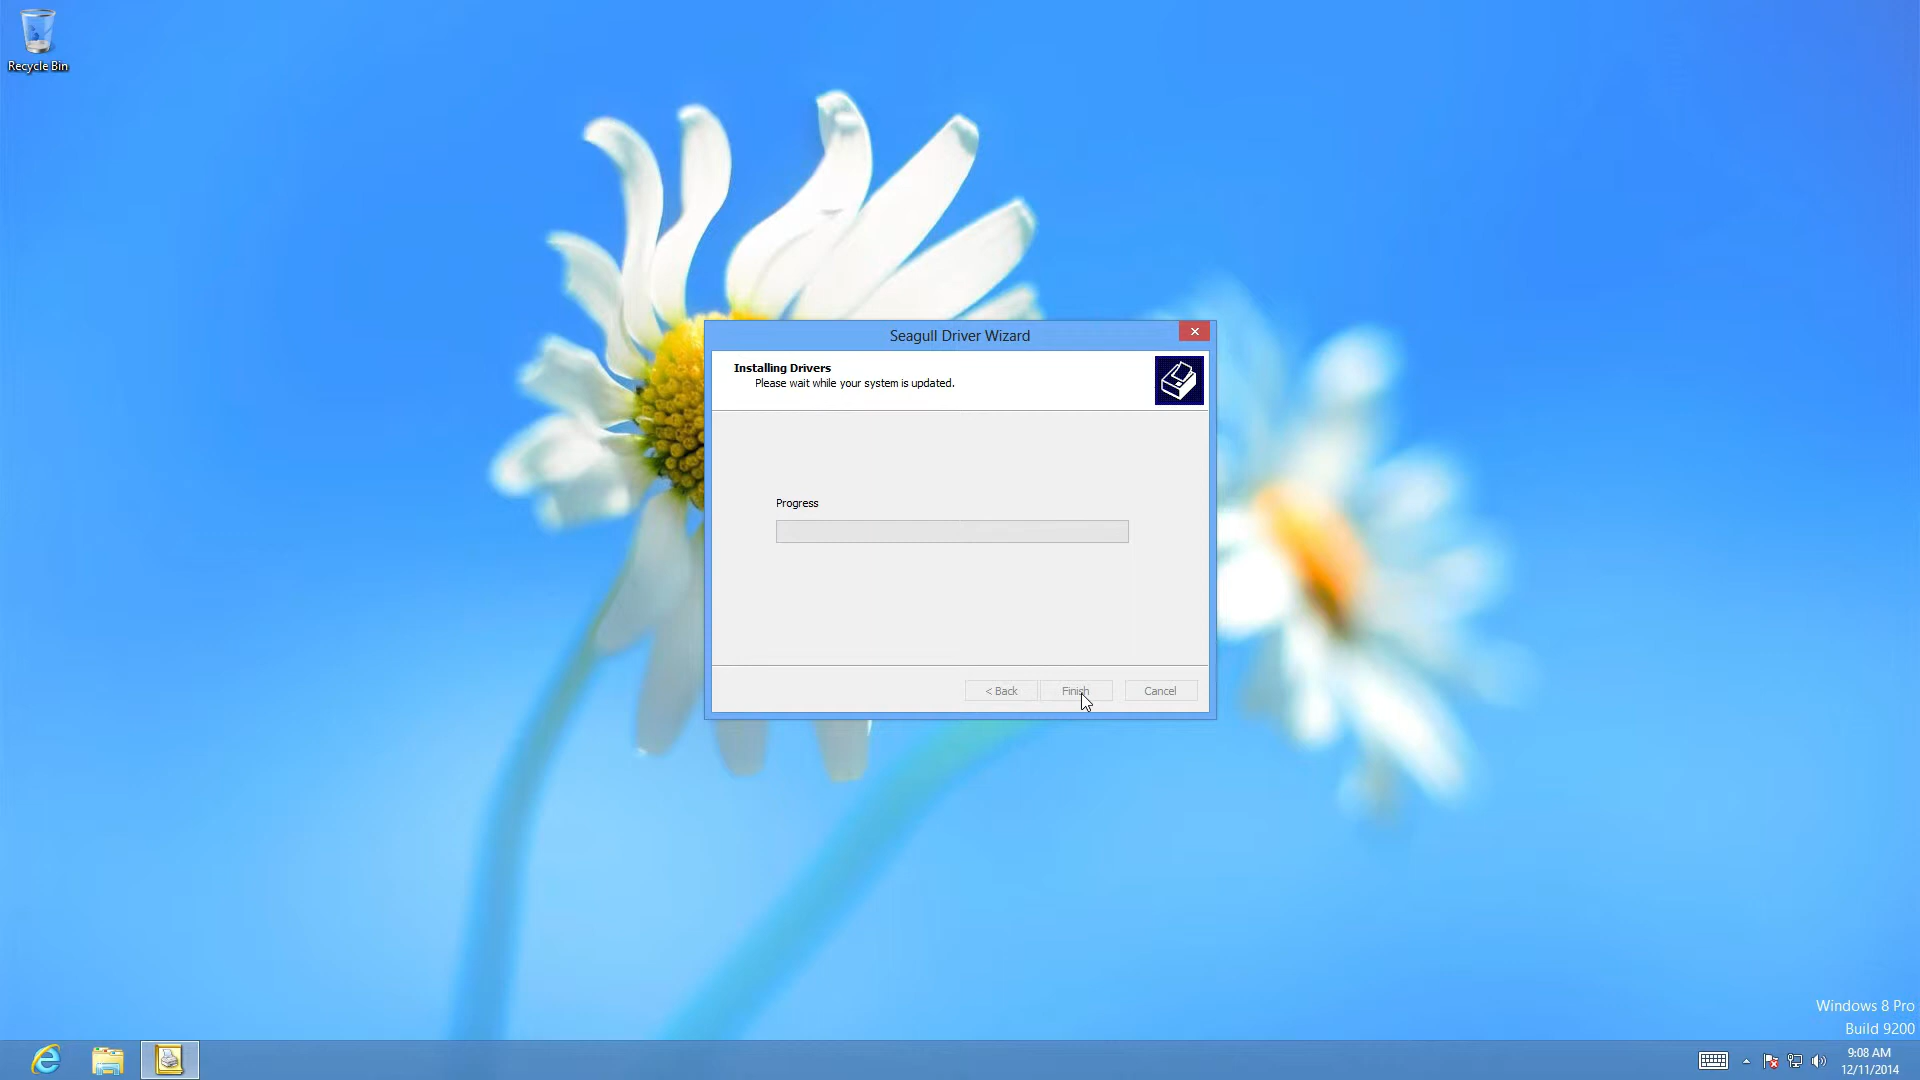 Recycle Bin
Seagull Driver Wizard
Installing Drivers
Please wait while your system is updated.
Progress
< Back
Finish
Cancel
Windows 8 Pro
Build 9200
9:08 AM
12/11/2014